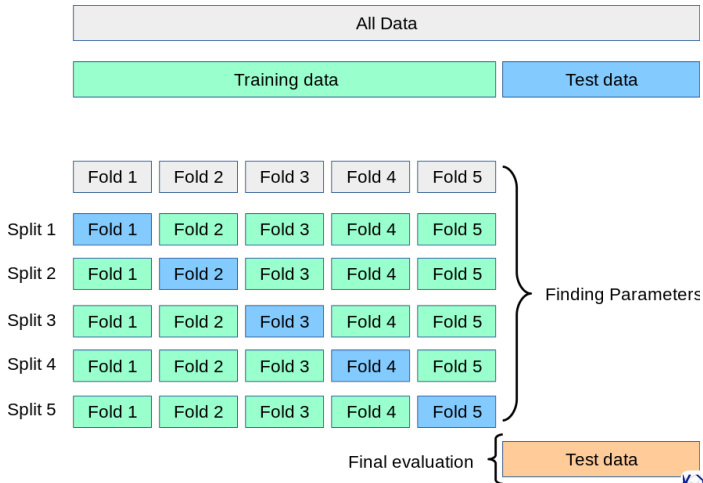 All Data
Training data Test data
Fold 1 Fold 2 Fold 3 Fold 4 Fold 5
Split 1 Fold 1 Fold 2 Fold 3 Fold 4 Fold 5
Split 2 Fold 1 Fold 2 Fold 3 Fold 4 Fold 5
Finding Parameters
Split 3 Fold 1 Fold 2 Fold 3 Fold 4 Fold 5
Split 4 Fold 1 Fold 2 Fold 3 Fold 4 Fold 5
Split 5 Fold 1 Fold 2 Fold 3 Fold 4 Fold 5
Final evaluation Test data